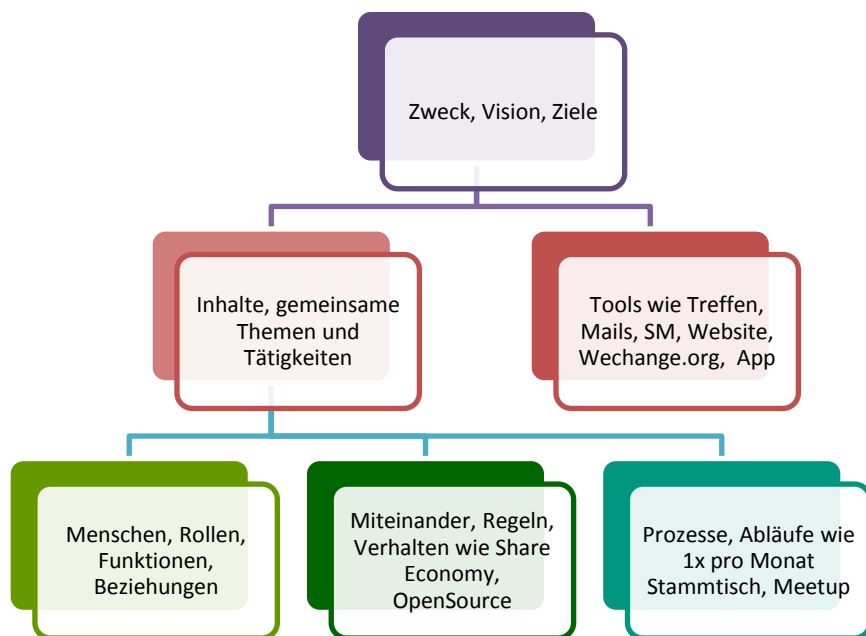 Zweck, Vision, Ziele
Inhalte, gemeinsame
Themen und
Tätigkeiten
Tools wie Treffen,
Mails, SM, Website,
Wechange.org, App
Menschen, Rollen,
Funktionen,
Beziehungen
Miteinander, Regeln,
Verhalten wie Share
Economy,
OpenSource
Prozesse, Abläufe wie
1x pro Monat
Stammtisch, Meetup